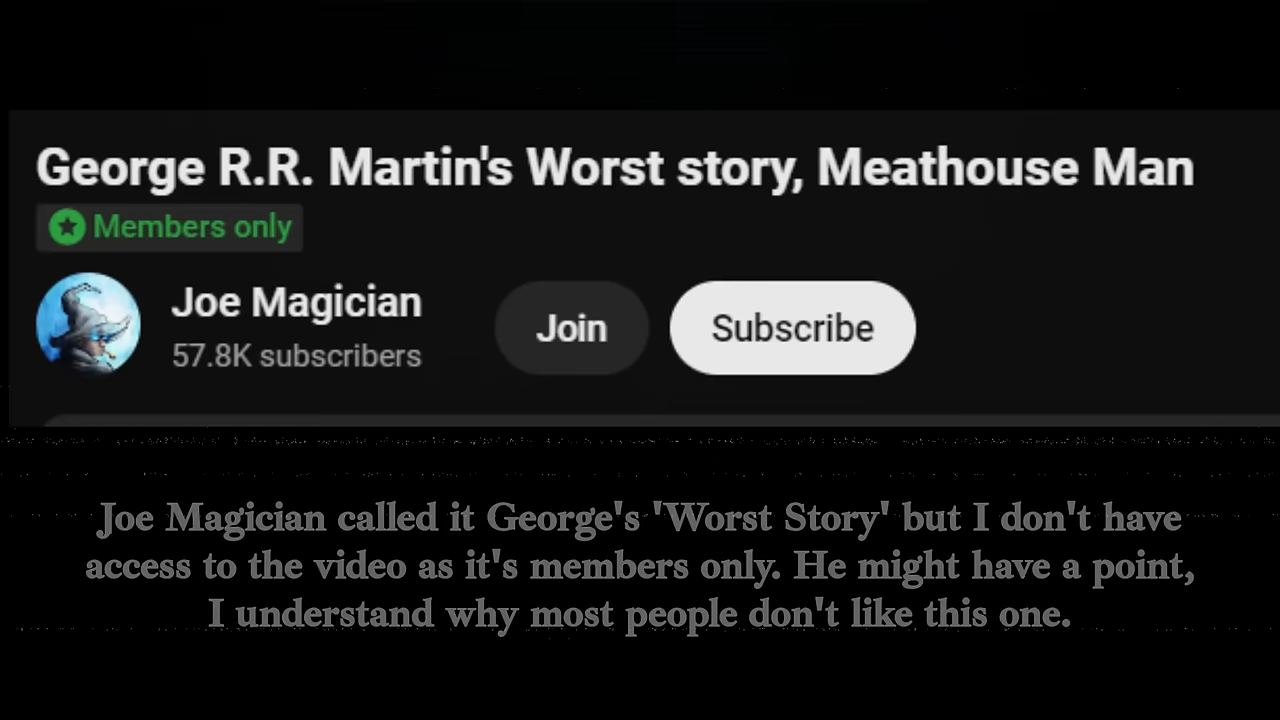 George R.R. Martin's Worst story, Meathouse Man
Members only
Joe Magician
57.8K subscribers
Join
Subscribe
Joe Magician called it George's 'Worst Story' but I don't have
access to the video as it's members only. He might have a point,
I understand why most people don't like this one.